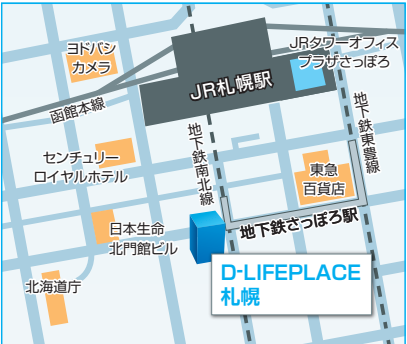 ヨドバシ
カメラ
JRタワーオフィス
プラザさっぽろ
JR札幌駅
函館本線
地下鉄南北線
地下鉄東豊線
センチュリー
ロイヤルホテル
東急
百貨店
日本生命
北門館ビル
地下鉄さっぽろ駅
北海道庁
D-LIFEPLACE
札幌